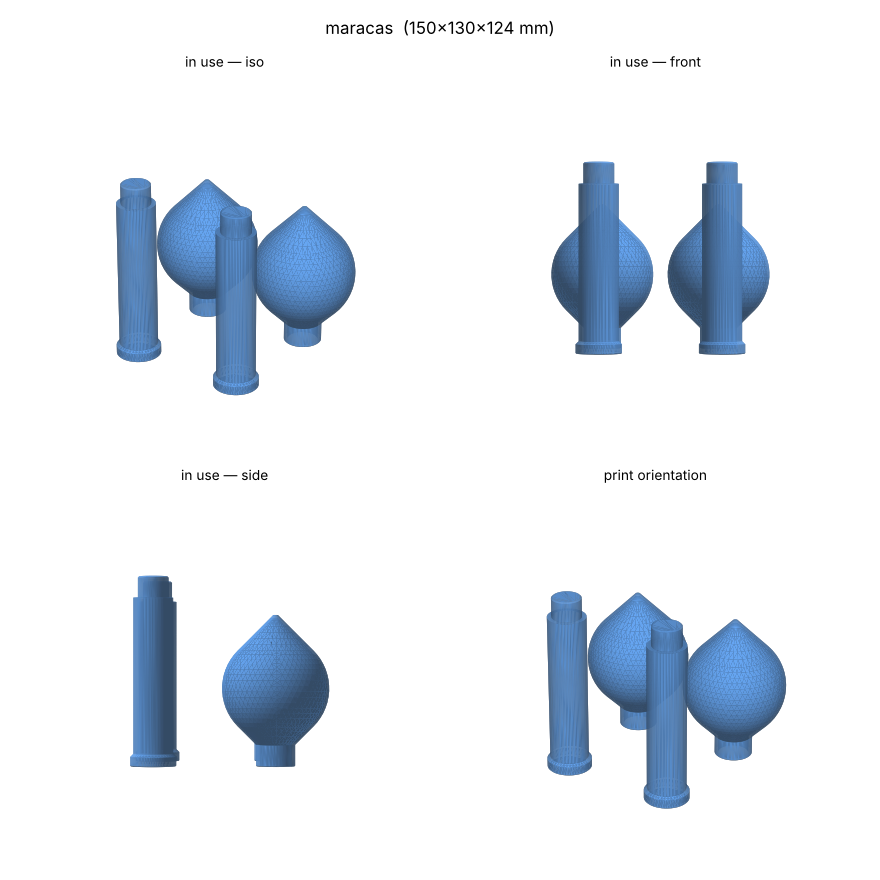 maracas (150×130×124 mm)
in use — iso
in use — front
in use — side
print orientation